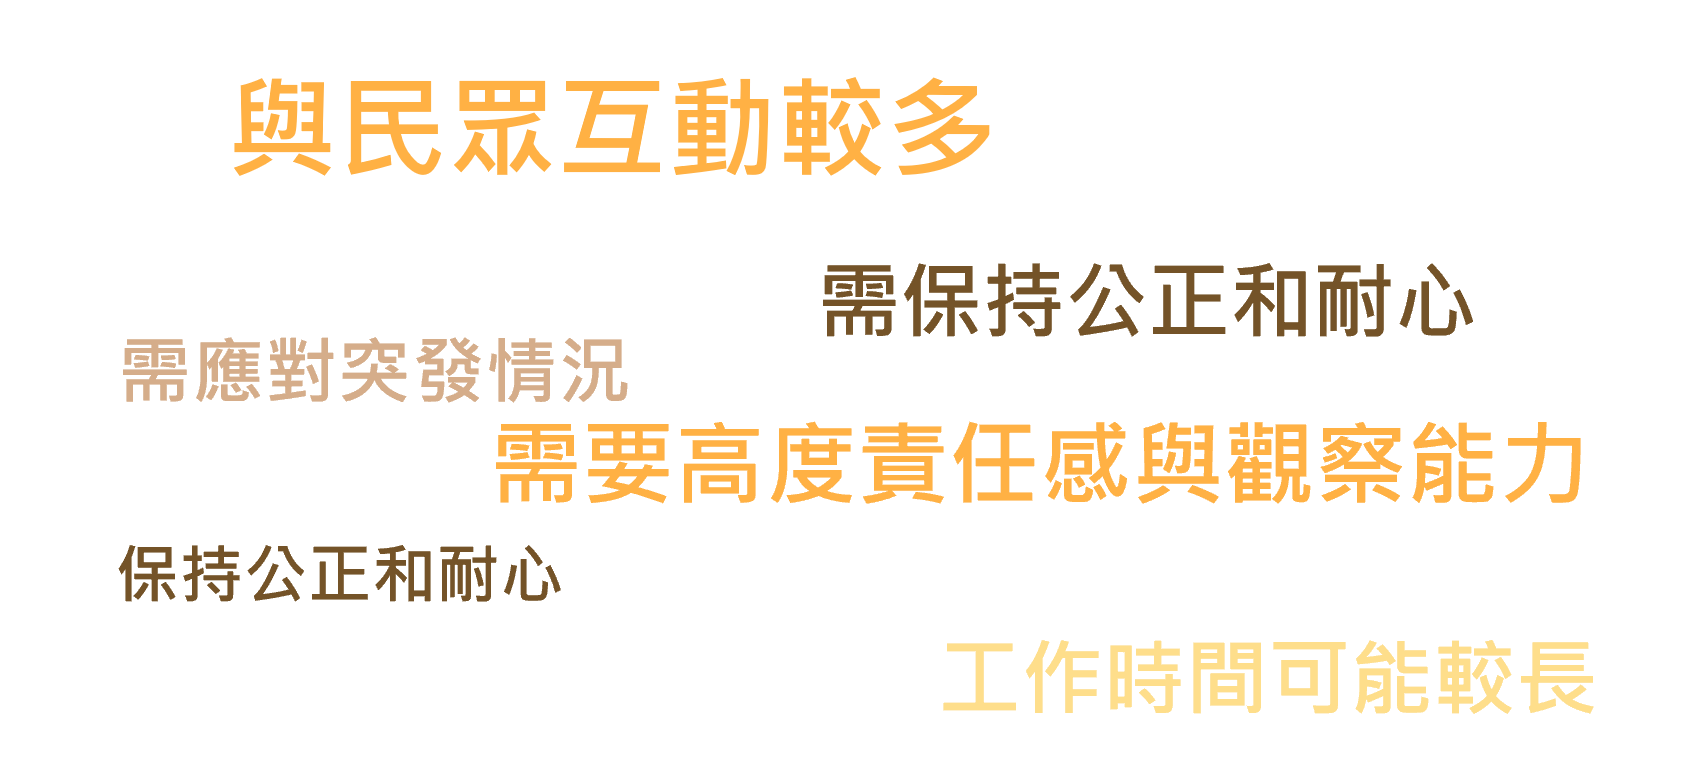 與民眾互動較多
需保持公正和耐心
需應對突發情況
需要高度責任感與觀察能力
保持公正和耐心
工作時間可能較長